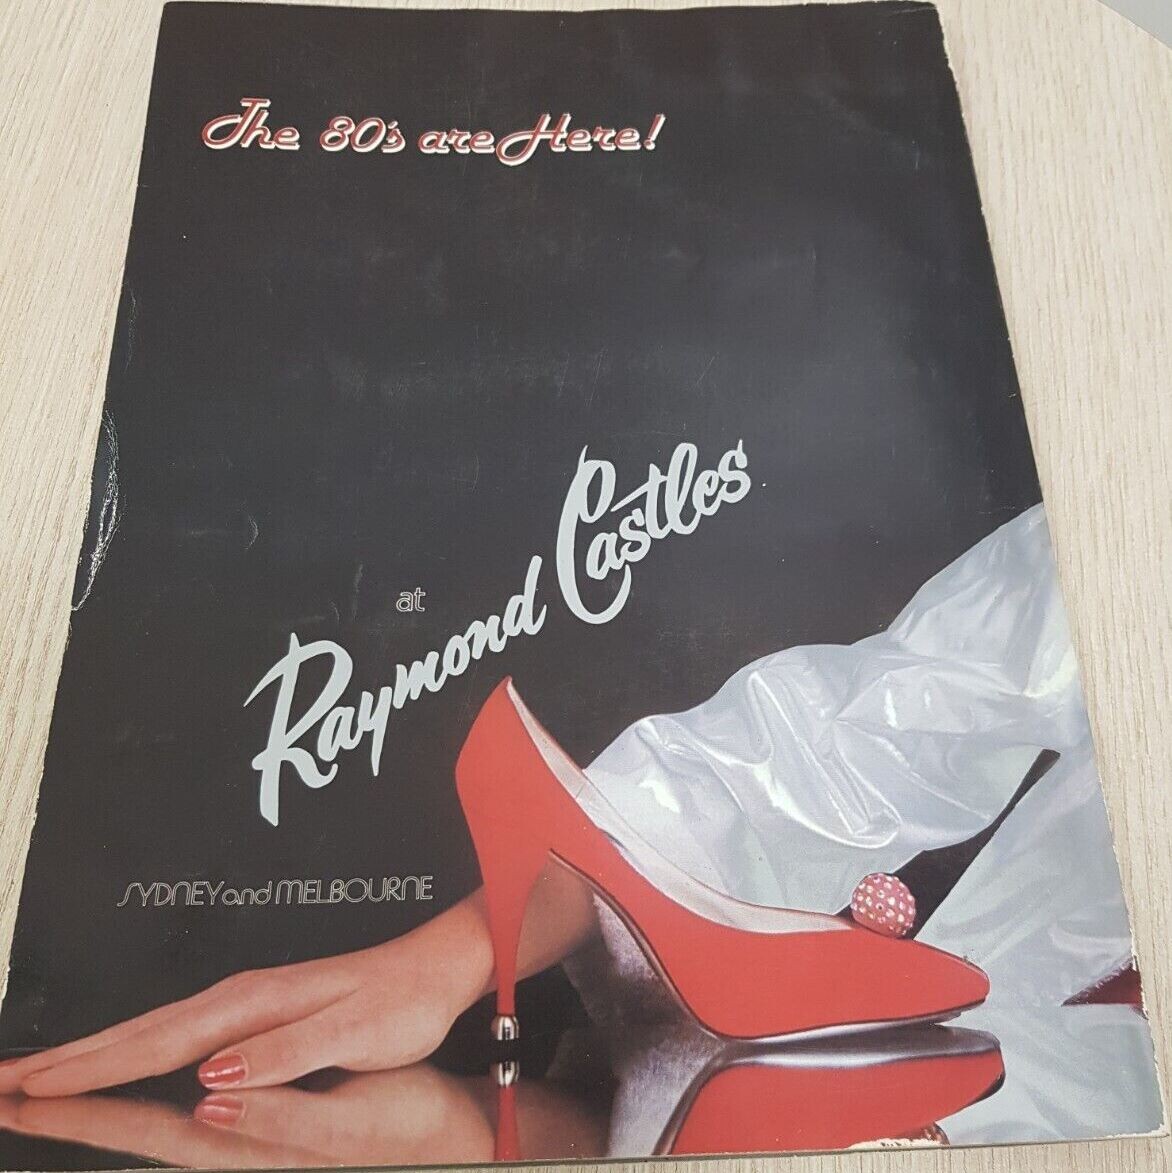 The 80's are Here!
at
Raymond Castles
SYDNEY and MELBOURNE